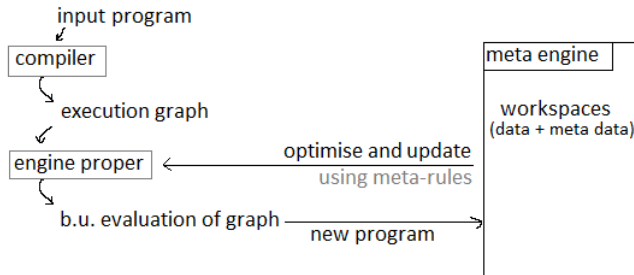 input program
compiler
execution graph
engine proper
b.u. evaluation of graph
optimise and update
using meta-rules
new program
meta engine
workspaces
(data + meta data)